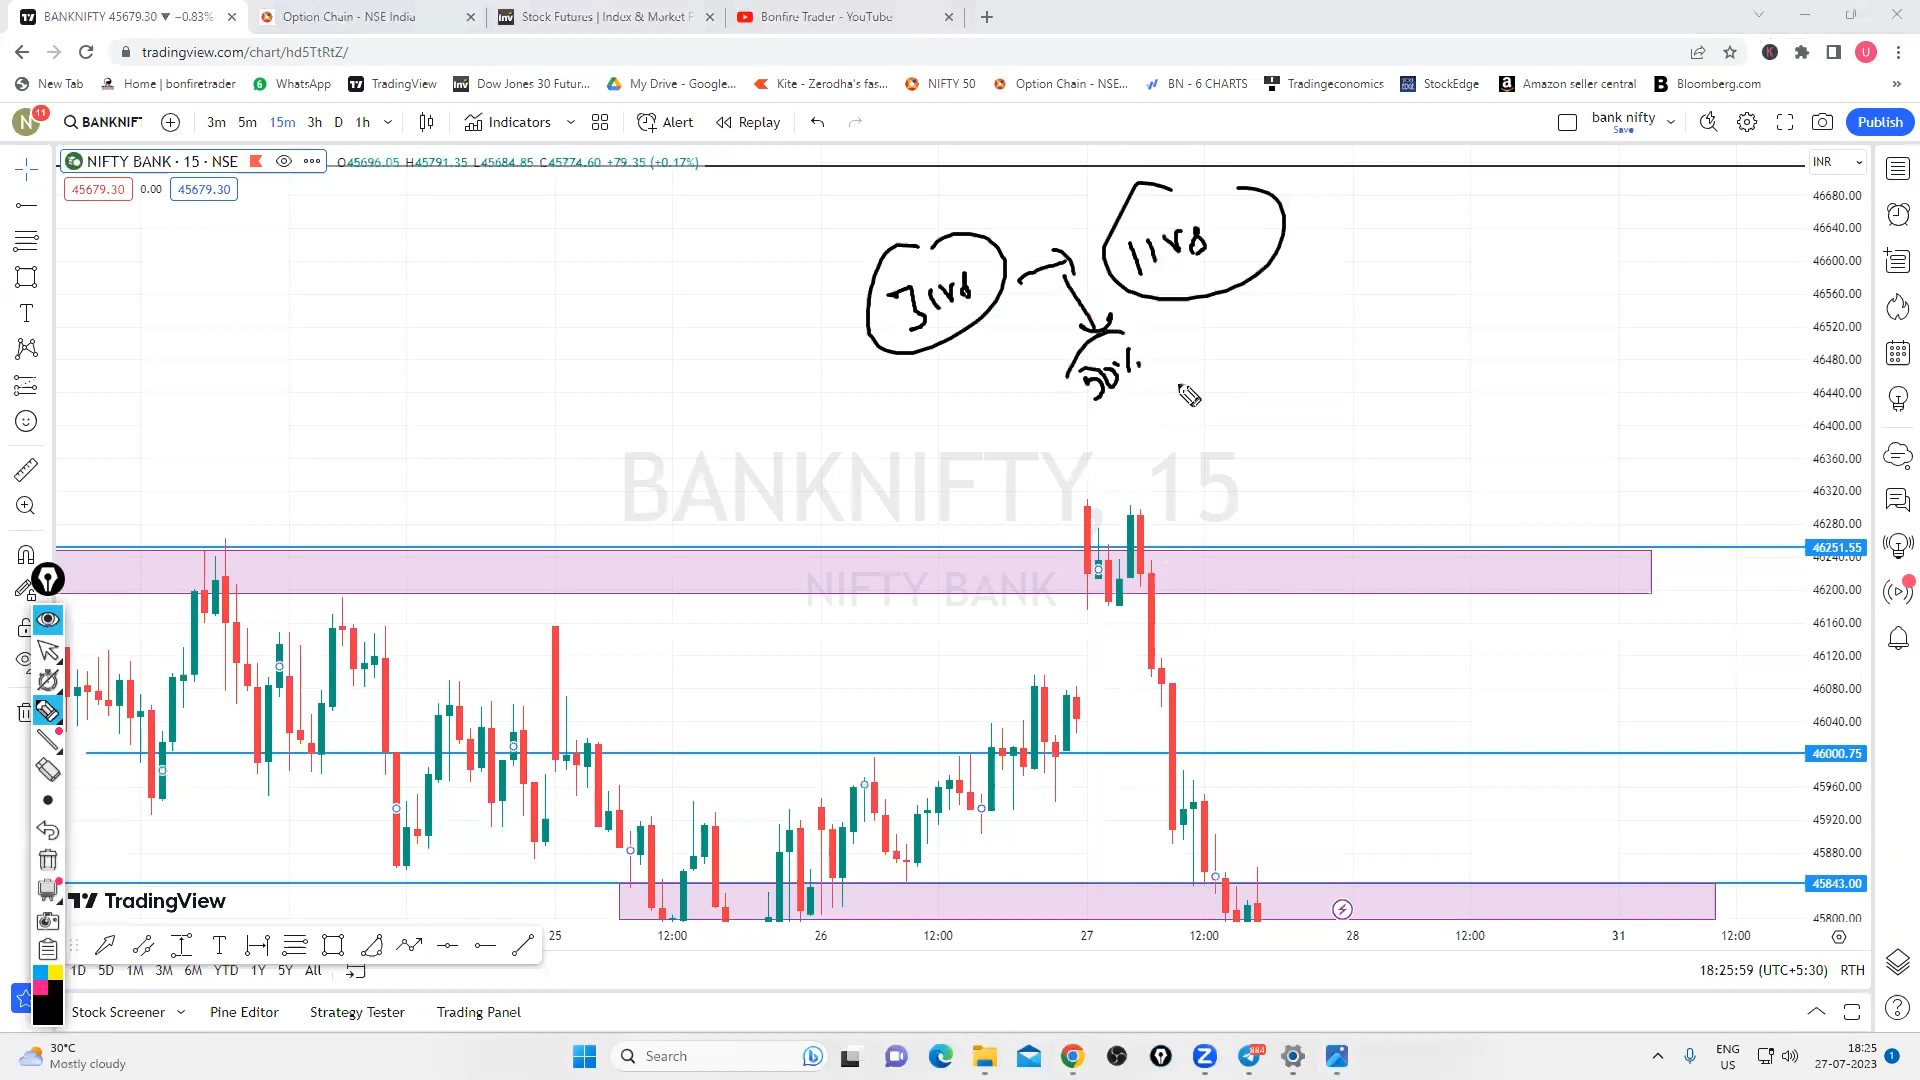 BANKNIFTY 45679.30 ▼ −0.83%
Option Chain - NSE India
Stock Futures | Index & Market F
Bonfire Trader - YouTube
tradingview.com/chart/hd5TtRtZ/
U
New Tab
Home | bonfiretrader
WhatsApp
TradingView
Dow Jones 30 Futur...
My Drive - Google...
Kite - Zerodha's fas...
NIFTY 50
Option Chain - NSE...
BN - 6 CHARTS
Tradingeconomics
StockEdge
Amazon seller central
Bloomberg.com
N
11
BANKNIFT
3m 5m 15m 3h D 1h
Indicators
Alert
Replay
bank nifty
Save
Publish
NIFTY BANK · 15 · NSE
O45696.05 H45791.35 L45684.85 C45774.60 +79.35 (+0.17%)
INR
45679.30 0.00 45679.30
46680.00
46640.00
46600.00
46560.00
46520.00
46480.00
46440.00
46400.00
46360.00
46320.00
46280.00
46251.55
46240.00
46200.00
46160.00
46120.00
46080.00
46040.00
46000.75
45960.00
45920.00
45880.00
45843.00
45800.00
BANKNIFTY, 15
NIFTY BANK
TradingView
25 12:00 26 12:00 27 12:00 28 12:00 31 12:00
1D 5D 1M 3M 6M YTD 1Y 5Y All
18:25:59 (UTC+5:30) RTH
Stock Screener
Pine Editor
Strategy Tester
Trading Panel
30°C
Mostly cloudy
Search
ENG
US
18:25
27-07-2023
1